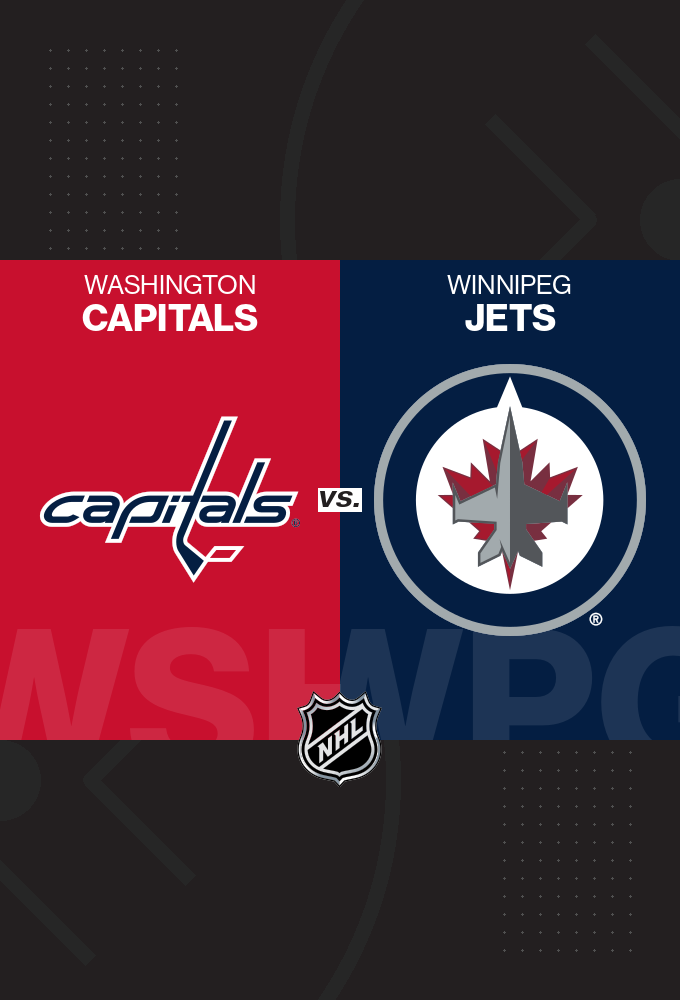 WASHINGTON
CAPITALS
WINNIPEG
JETS
capitals
vs.
®
WSH
WPG
NHL